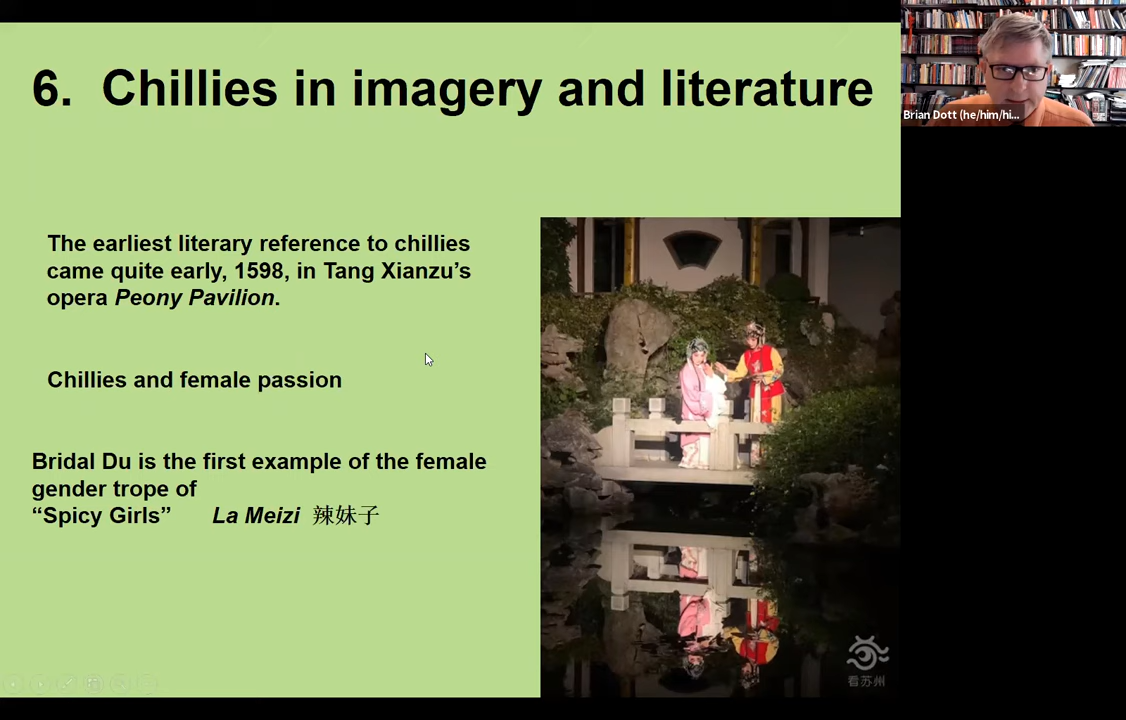 6. Chillies in imagery and literature
Brian Dott (he/him/hi...
The earliest literary reference to chillies
came quite early, 1598, in Tang Xianzu’s
opera Peony Pavilion.
Chillies and female passion
Bridal Du is the first example of the female
gender trope of
“Spicy Girls” La Meizi 辣妹子
看苏州